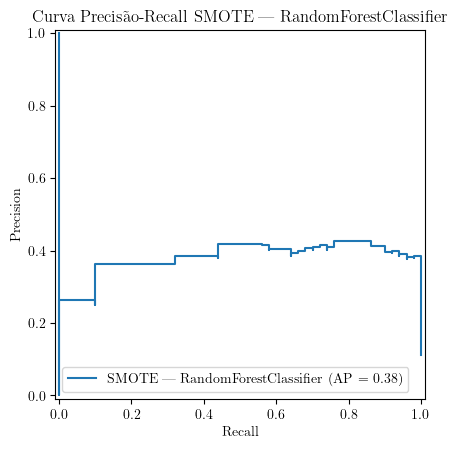 Curva Precisão-Recall SMOTE — RandomForestClassifier
1.0
0.8
0.6
0.4
0.2
0.0
Precision
SMOTE — RandomForestClassifier (AP = 0.38)
0.0 0.2 0.4 0.6 0.8 1.0
Recall